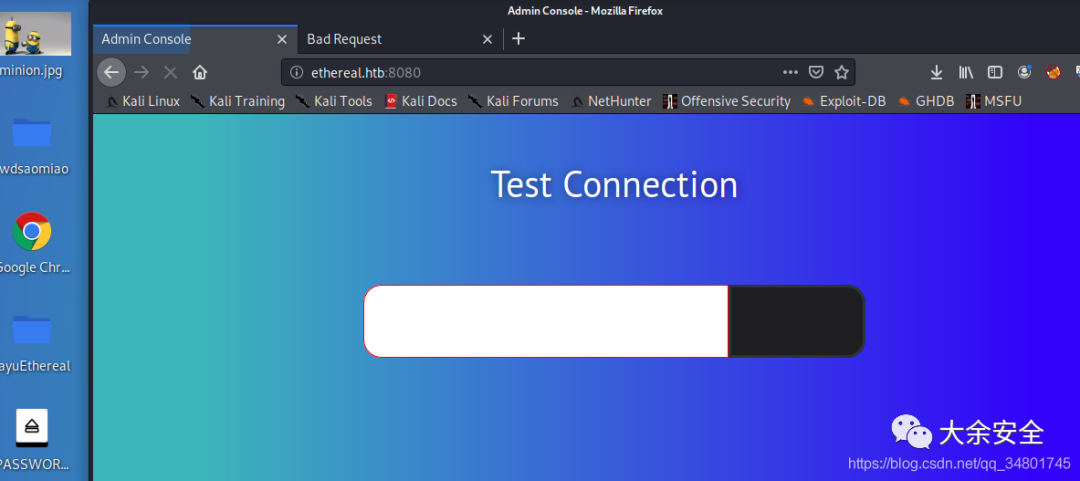 Admin Console - Mozilla Firefox
Admin Console
Bad Request
ethereal.htb:8080
Kali Linux Kali Training Kali Tools Kali Docs Kali Forums NetHunter Offensive Security Exploit-DB GHDB MSFU
minion.jpg
wdsaomiao
Google Chr...
ayuEthereal
PASSWOR...
Test Connection
大余安全
https://blog.csdn.net/qq_34801745